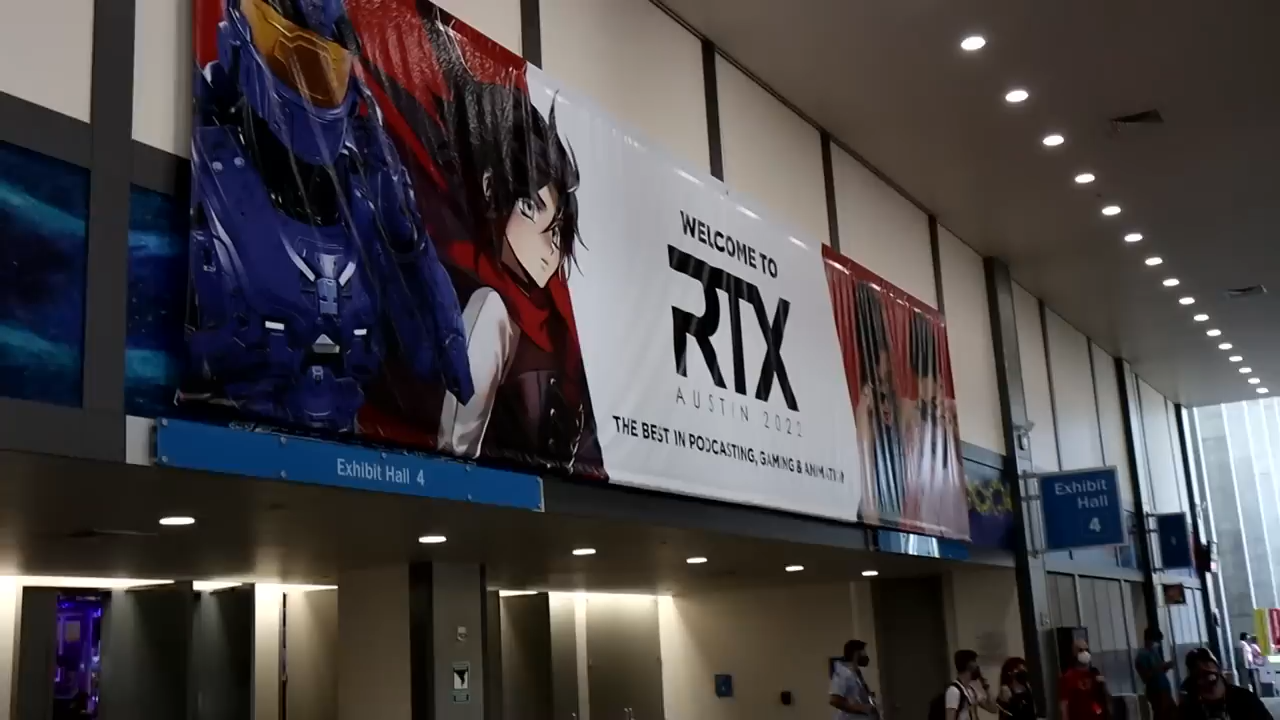 WELCOME TO
RTX
AUSTIN 2022
THE BEST IN PODCASTING, GAMING & ANIMATION
Exhibit Hall 4
Exhibit
Hall
4